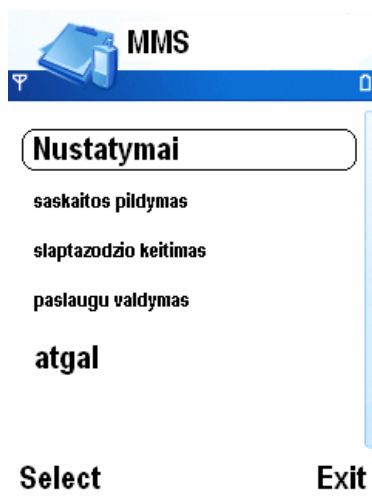 MMS
Nustatymai
saskaitos pildymas
slaptazodzio keitimas
paslaugu valdymas
atgal
Select Exit